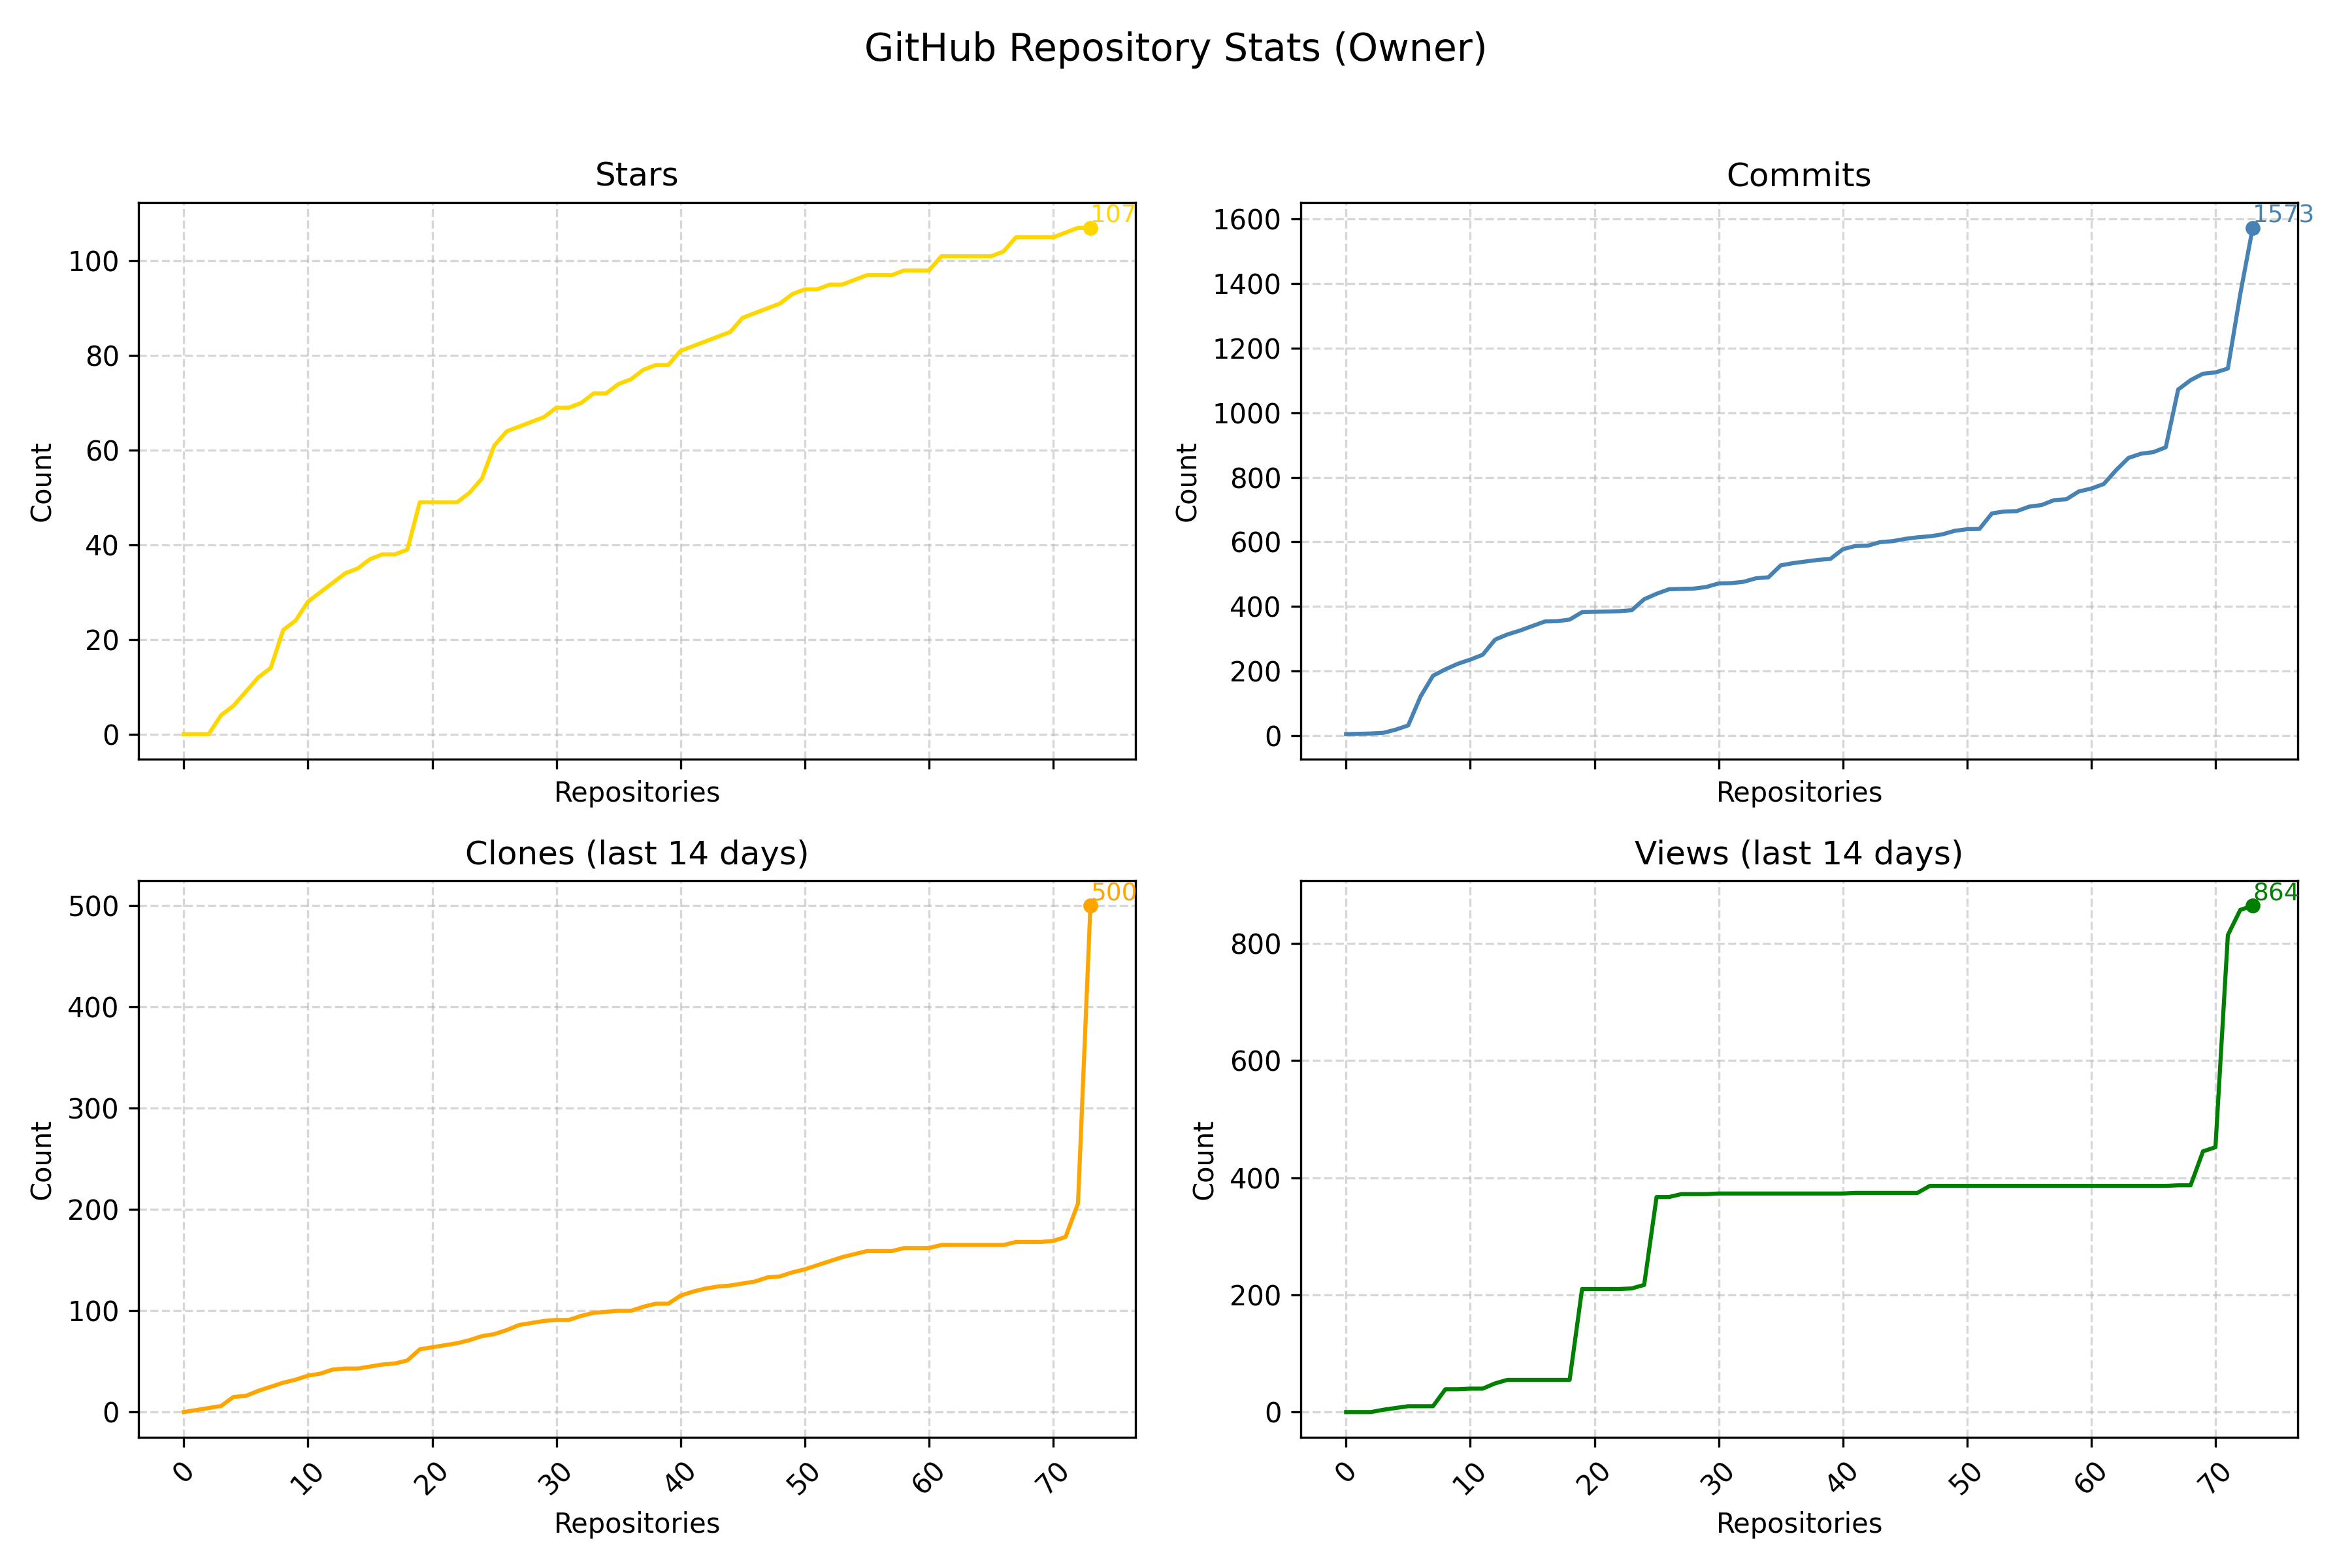 GitHub Repository Stats (Owner)
Stars
107
100
80
60
40
20
0
Count
Repositories
Commits
1573
1600
1400
1200
1000
800
600
400
200
0
Count
Repositories
Clones (last 14 days)
500
500
400
300
200
100
0
Count
0 10 20 30 40 50 60 70
Repositories
Views (last 14 days)
864
800
600
400
200
0
Count
0 10 20 30 40 50 60 70
Repositories